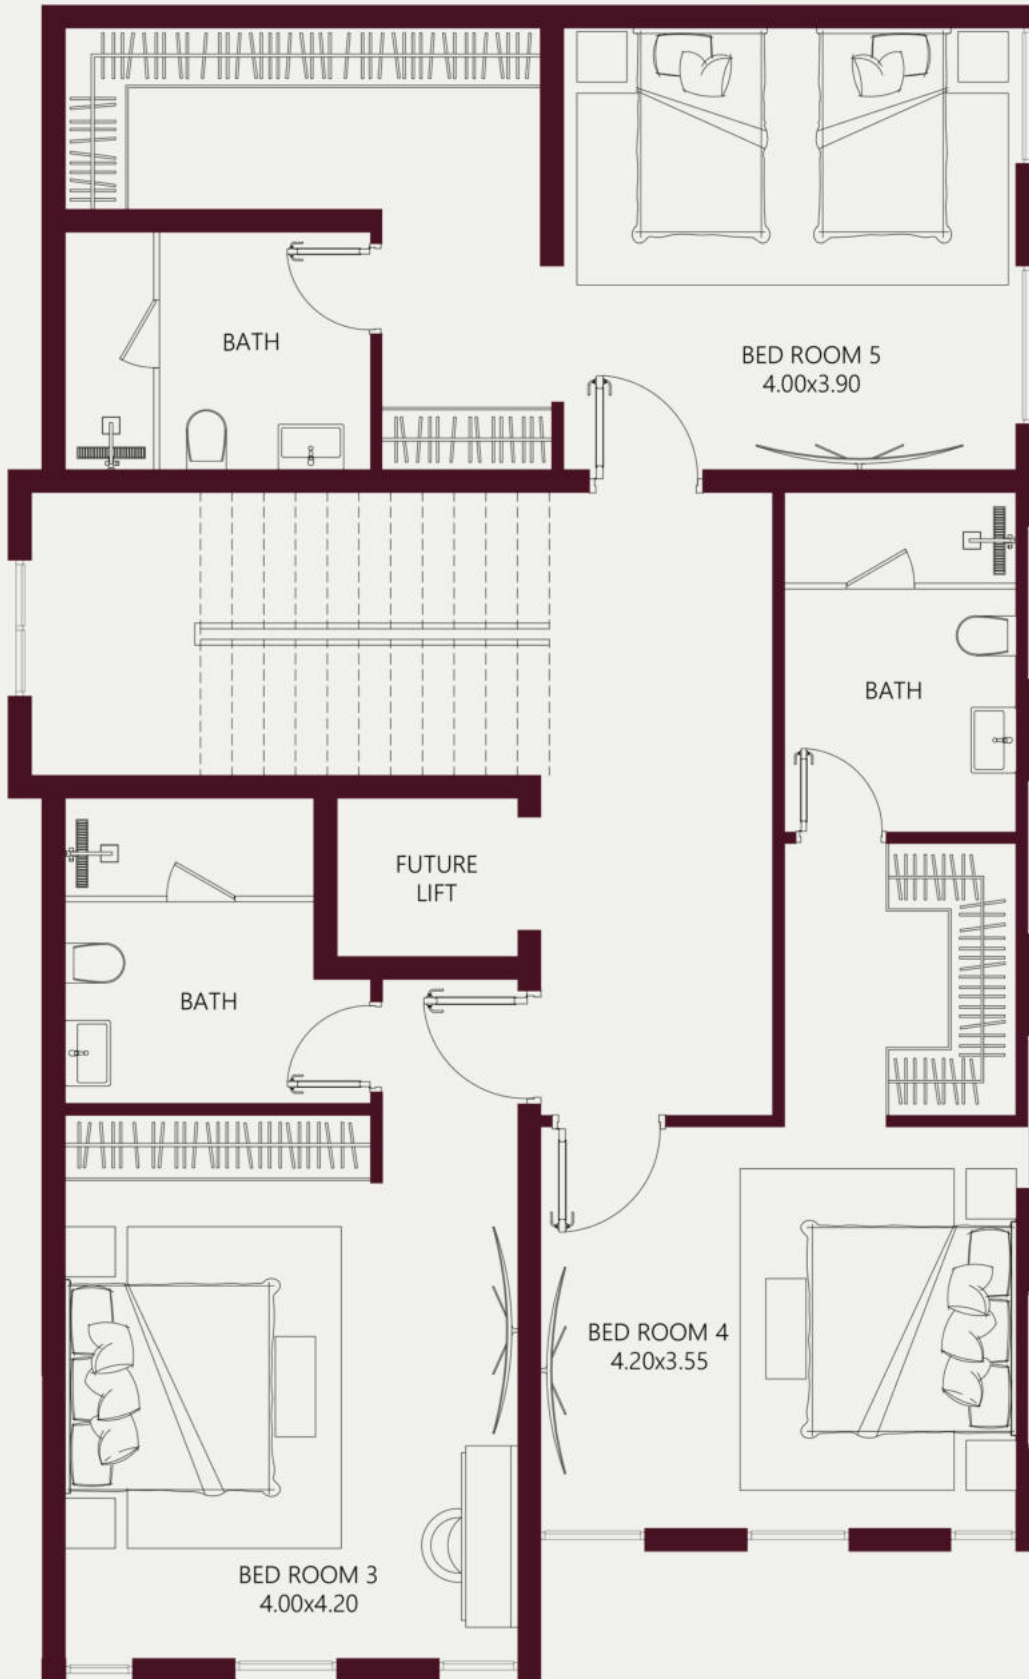 BATH
BED ROOM 5
4.00x3.90
BATH
FUTURE
LIFT
BATH
BED ROOM 4
4.20x3.55
BED ROOM 3
4.00x4.20